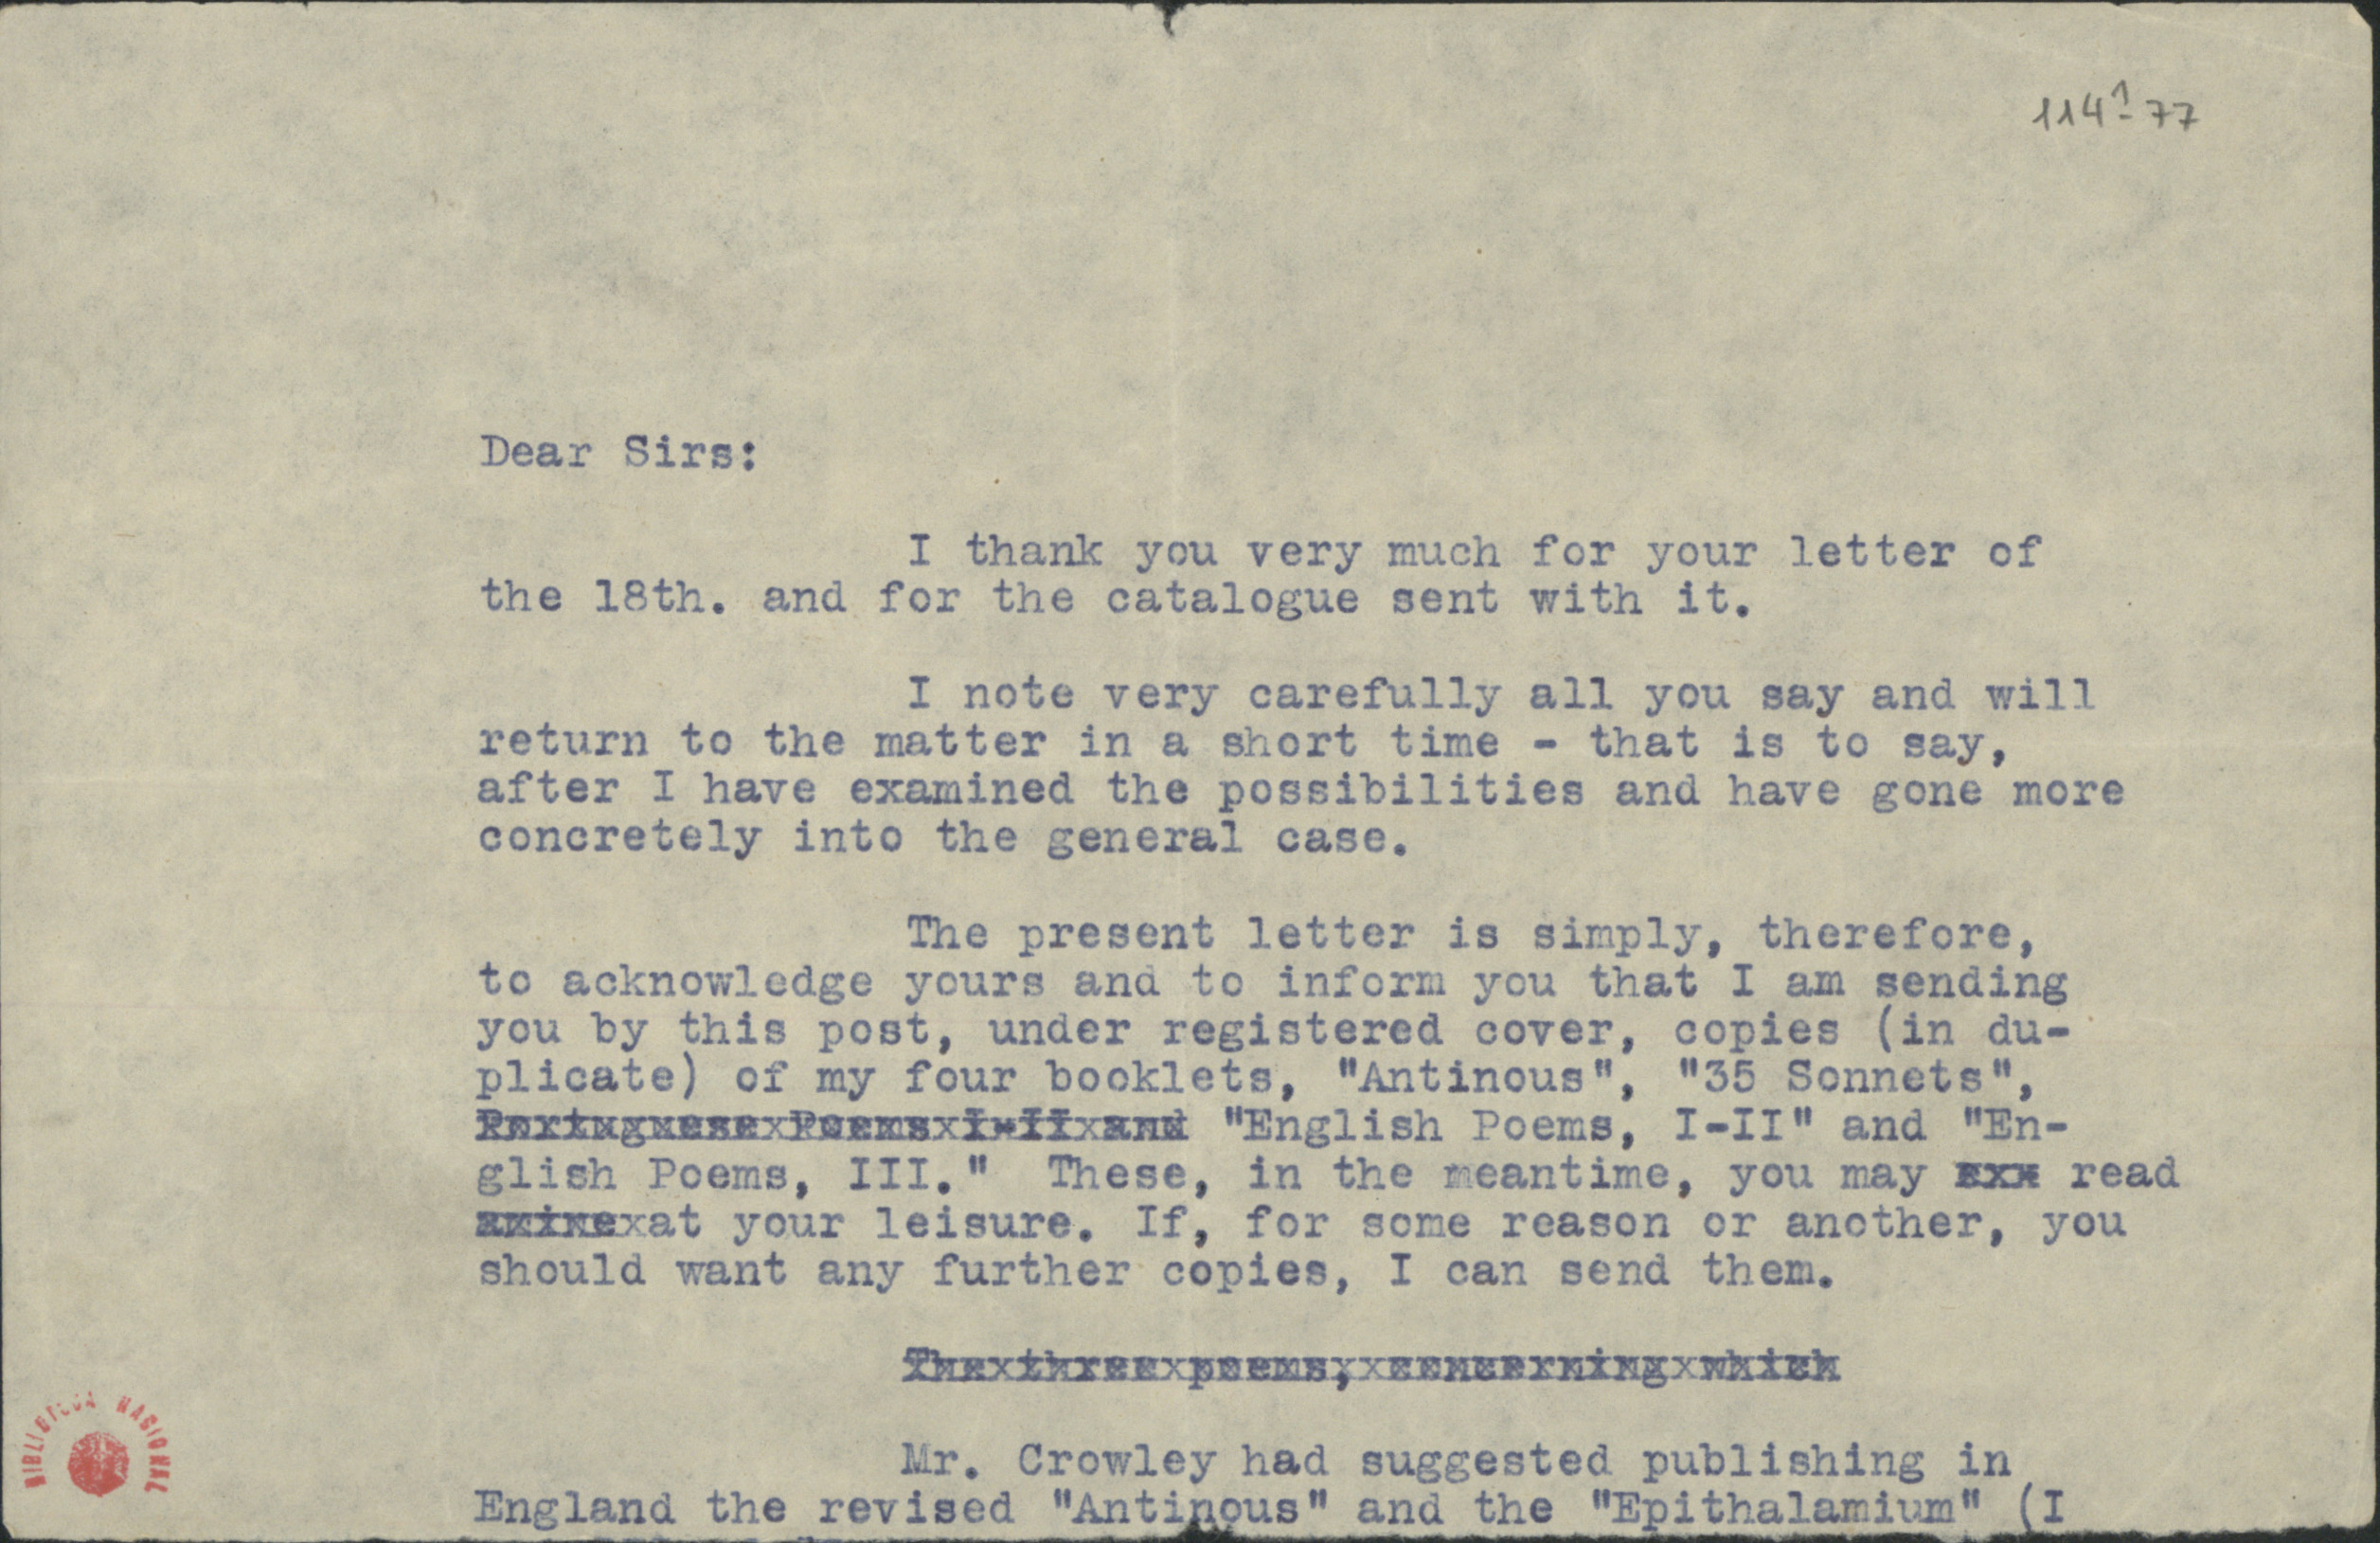 114¹-77
Dear Sirs:
I thank you very much for your letter of
the 18th. and for the catalogue sent with it.
I note very carefully all you say and will
return to the matter in a short time - that is to say,
after I have examined the possibilities and have gone more
concretely into the general case.
The present letter is simply, therefore,
to acknowledge yours and to inform you that I am sending
you by this post, under registered cover, copies (in du-
plicate) of my four booklets, "Antinous", "35 Sonnets",
Portuguese Poems I-II and "English Poems, I-II" and "En-
glish Poems, III." These, in the meantime, you may read
at your leisure. If, for some reason or another, you
should want any further copies, I can send them.
The three poems, concerning which
Mr. Crowley had suggested publishing in
England the revised "Antinous" and the "Epithalamium" (I
BIBLIOTECA NACIONAL